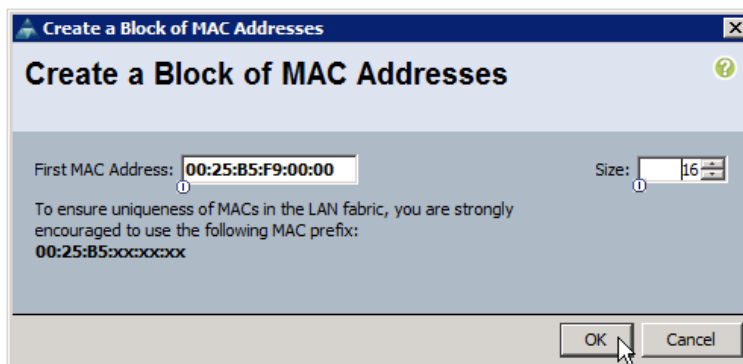 Create a Block of MAC Addresses
Create a Block of MAC Addresses
First MAC Address: 00:25:B5:F9:00:00 Size: 16
To ensure uniqueness of MACs in the LAN fabric, you are strongly
encouraged to use the following MAC prefix:
00:25:B5:xx:xx:xx
OK Cancel